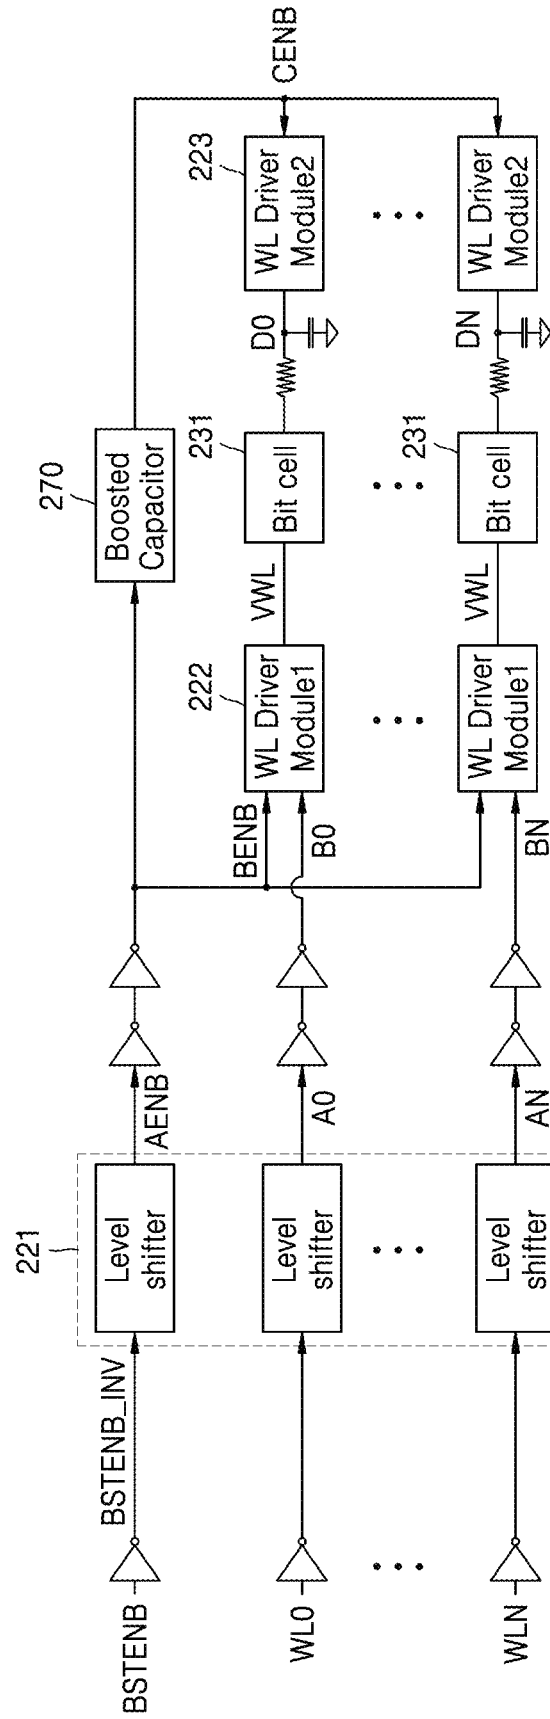 BSTENB
BSTENB_INV
221
Level
shifter
AENB
270
Boosted
Capacitor
CENB
WL0
Level
shifter
A0
BENB
B0
222
WL Driver
Module1
VWL
231
Bit cell
D0
223
WL Driver
Module2
WLN
Level
shifter
AN
BN
WL Driver
Module1
VWL
231
Bit cell
DN
WL Driver
Module2